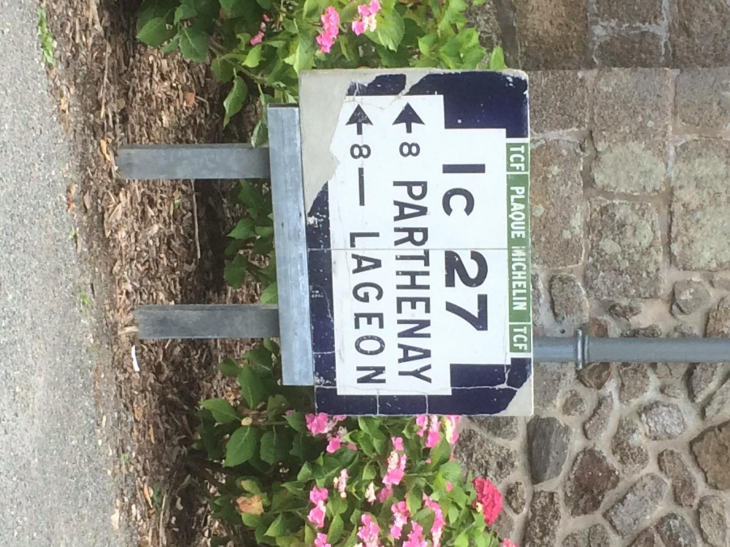 TCF PLAQUE MICHELIN TCF
Ic 27
← 8 PARTHENAY
← 8 — LAGEON